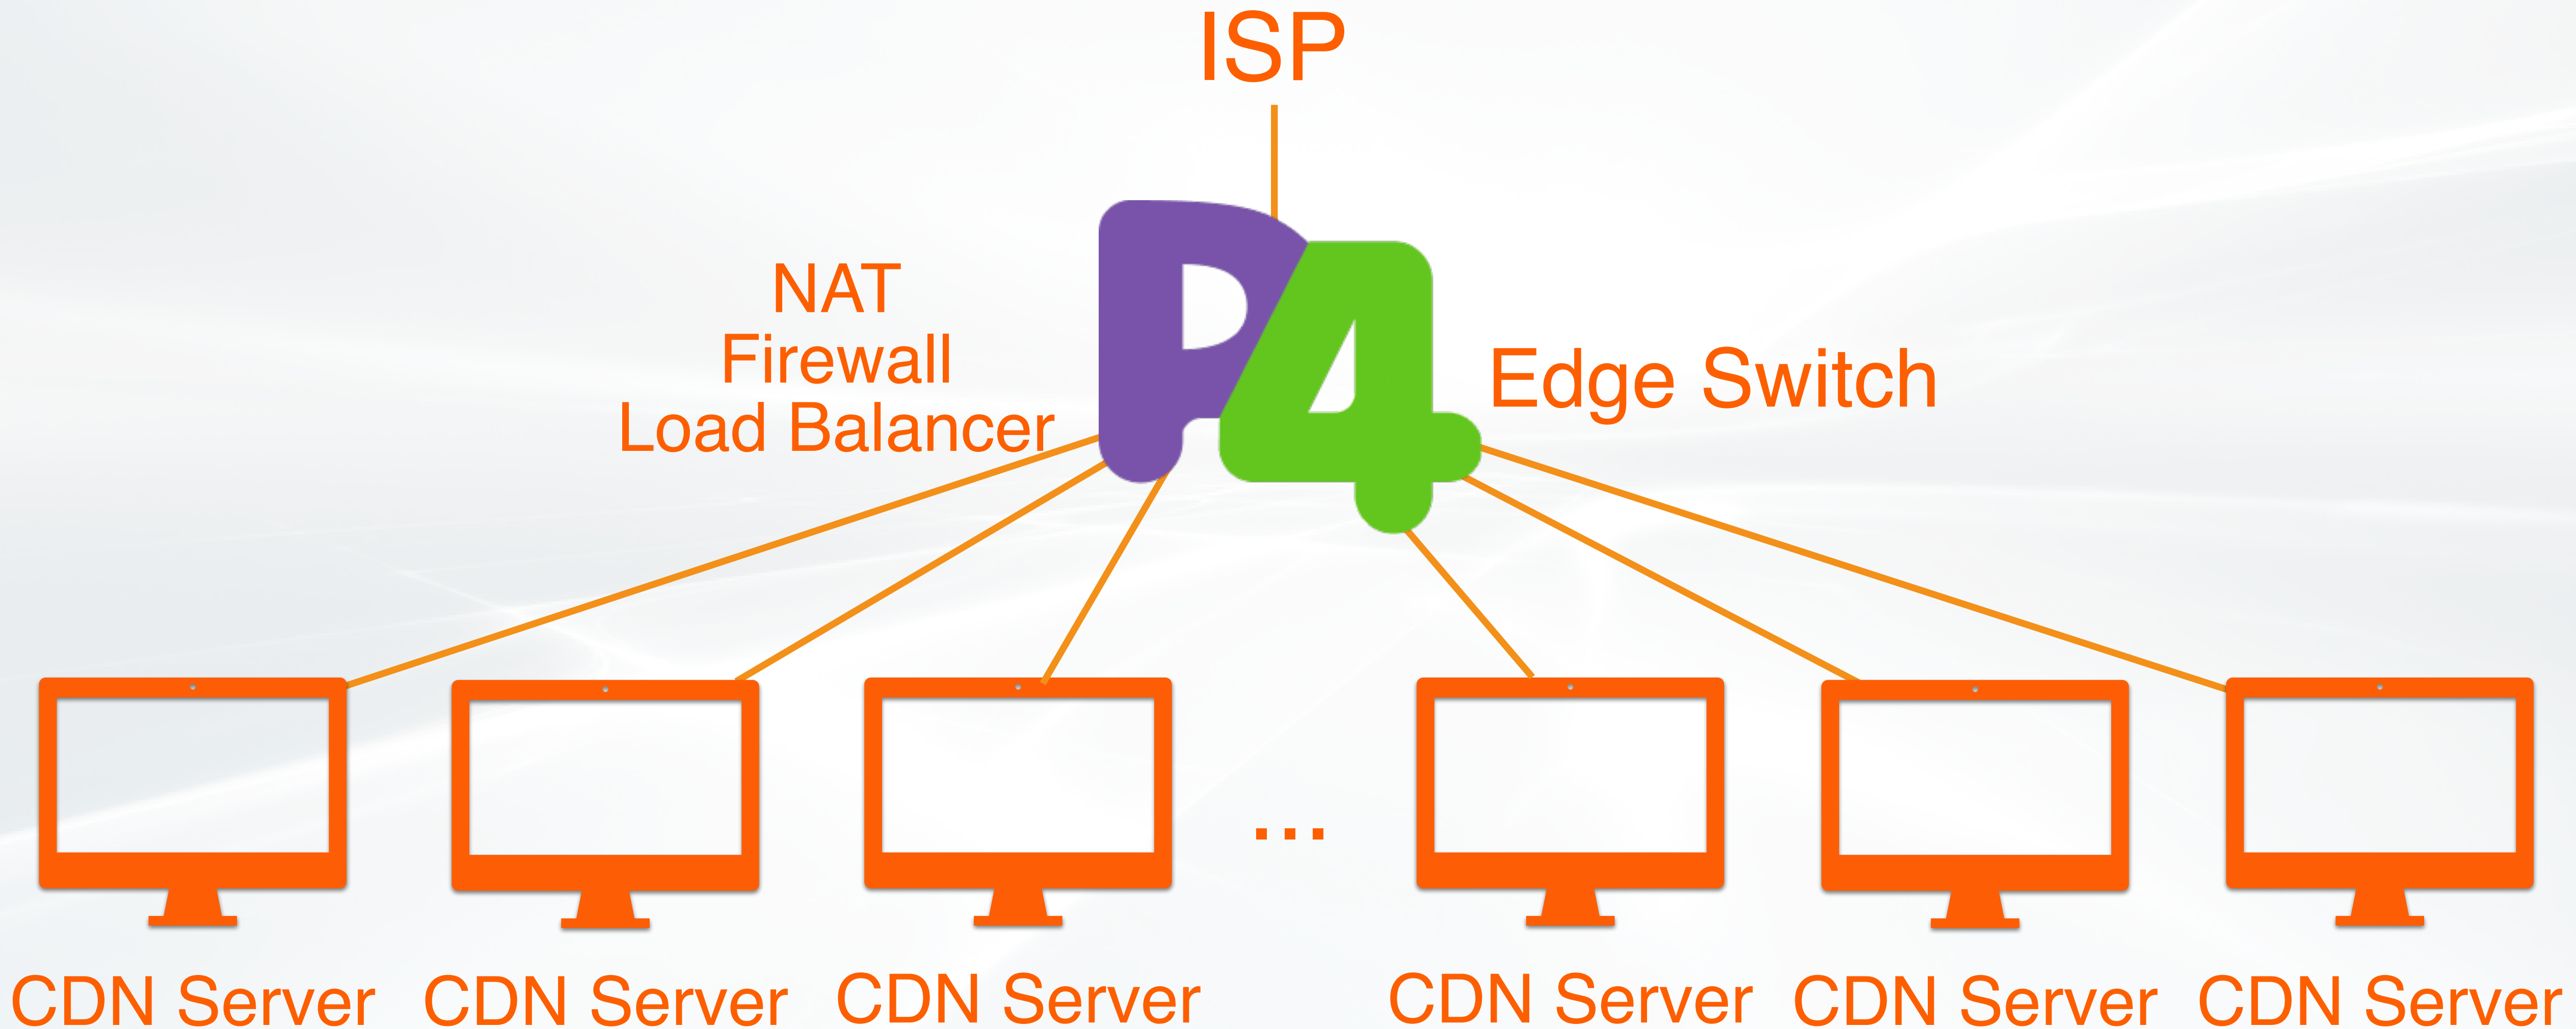 ISP
NAT
Firewall
Load Balancer
P4
Edge Switch
...
CDN Server
CDN Server
CDN Server
CDN Server
CDN Server
CDN Server